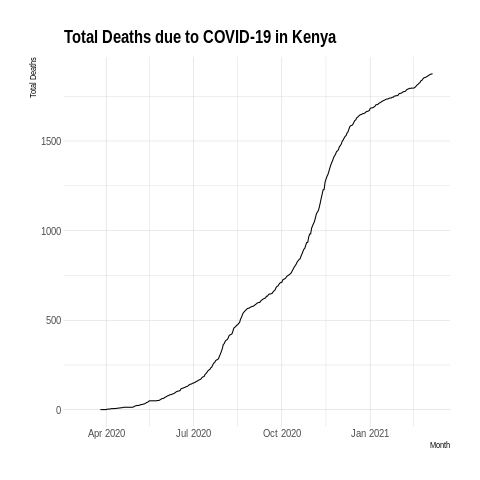 Total Deaths due to COVID-19 in Kenya
Total Deaths
1500
1000
500
0
Apr 2020 Jul 2020 Oct 2020 Jan 2021
Month